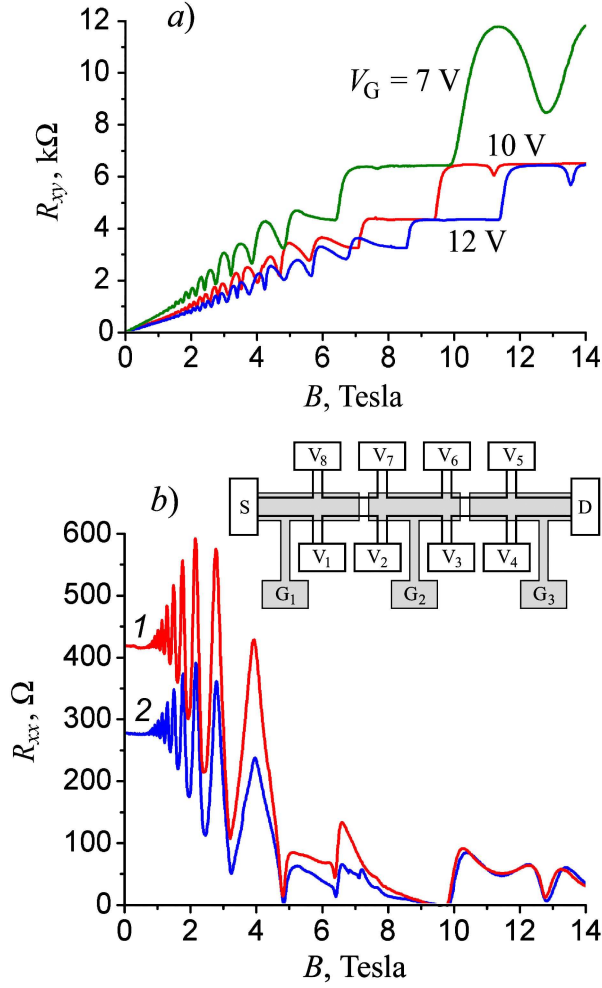 a)
12
10
8
6
4
2
0
R_xy, kΩ
V_G = 7 V
10 V
12 V
0 2 4 6 8 10 12 14
B, Tesla
b)
V_8 V_7 V_6 V_5
S D
V_1 V_2 V_3 V_4
G_1 G_2 G_3
600
500
400
300
200
100
0
R_xx, Ω
1
2
0 2 4 6 8 10 12 14
B, Tesla